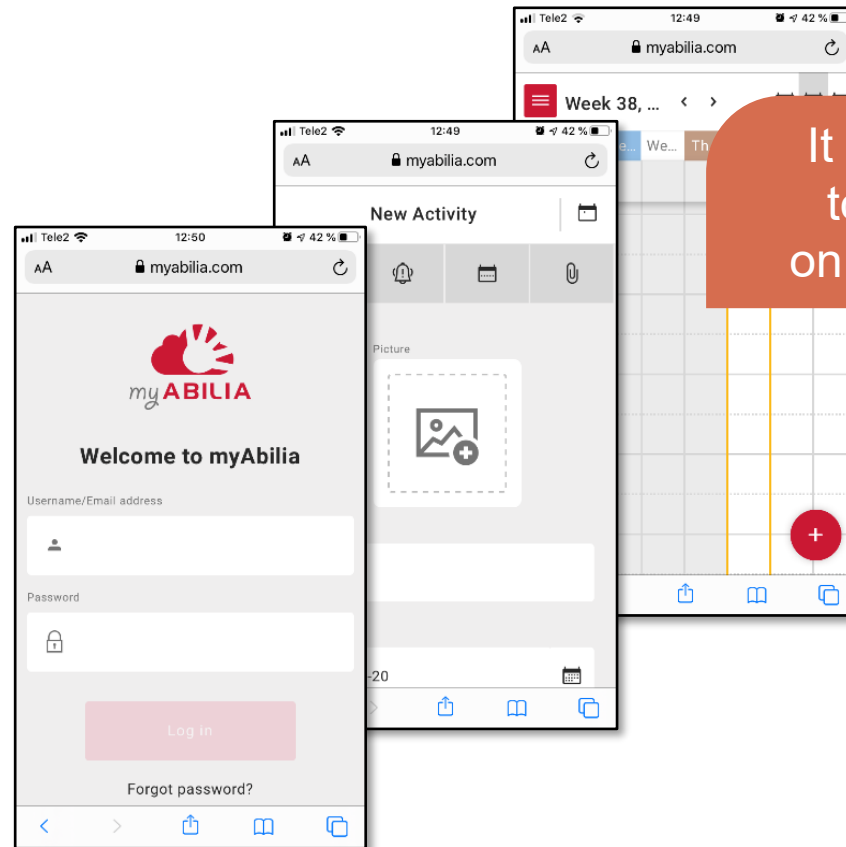 Tele2 12:49 42 %
AA myabilia.com
Week 38, ... < >
e... We... Th
It
on
Tele2 12:49 42 %
AA myabilia.com
New Activity
Picture
-20
Tele2 12:50 42 %
AA myabilia.com
my ABILIA
Welcome to myAbilia
Username/Email address
Password
Log in
Forgot password?